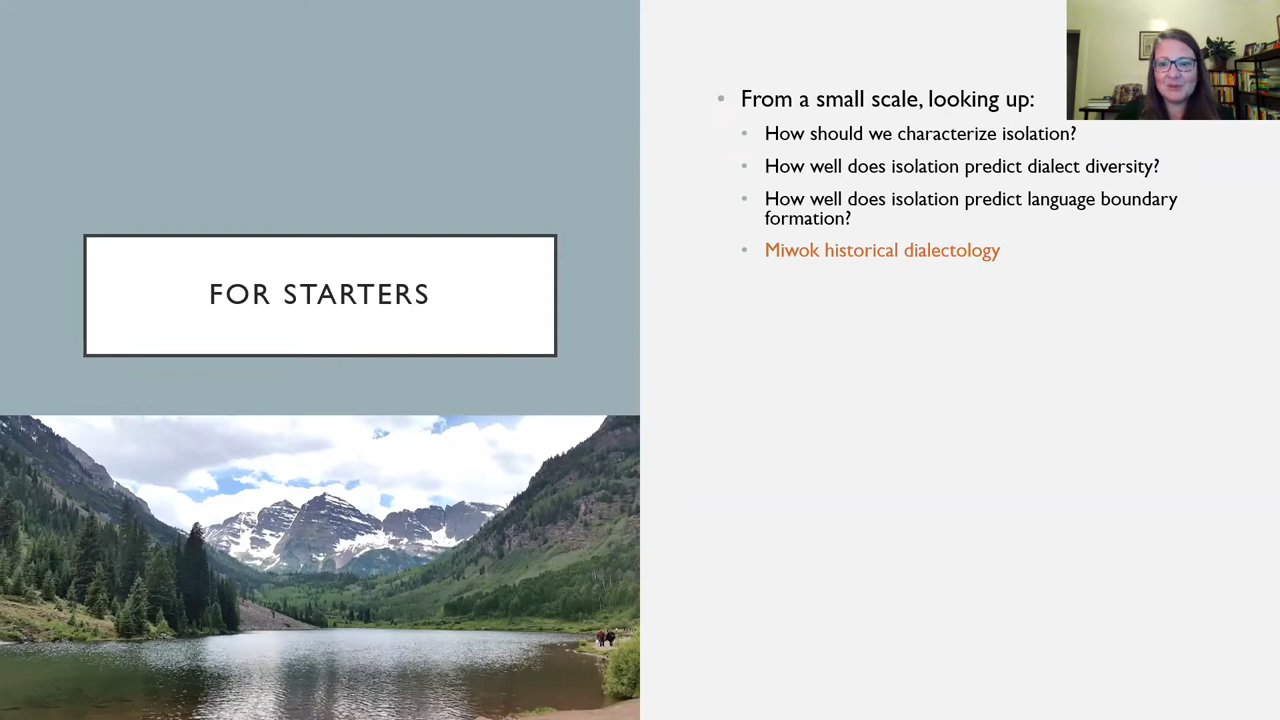 FOR STARTERS
From a small scale, looking up:
How should we characterize isolation?
How well does isolation predict dialect diversity?
How well does isolation predict language boundary
formation?
Miwok historical dialectology